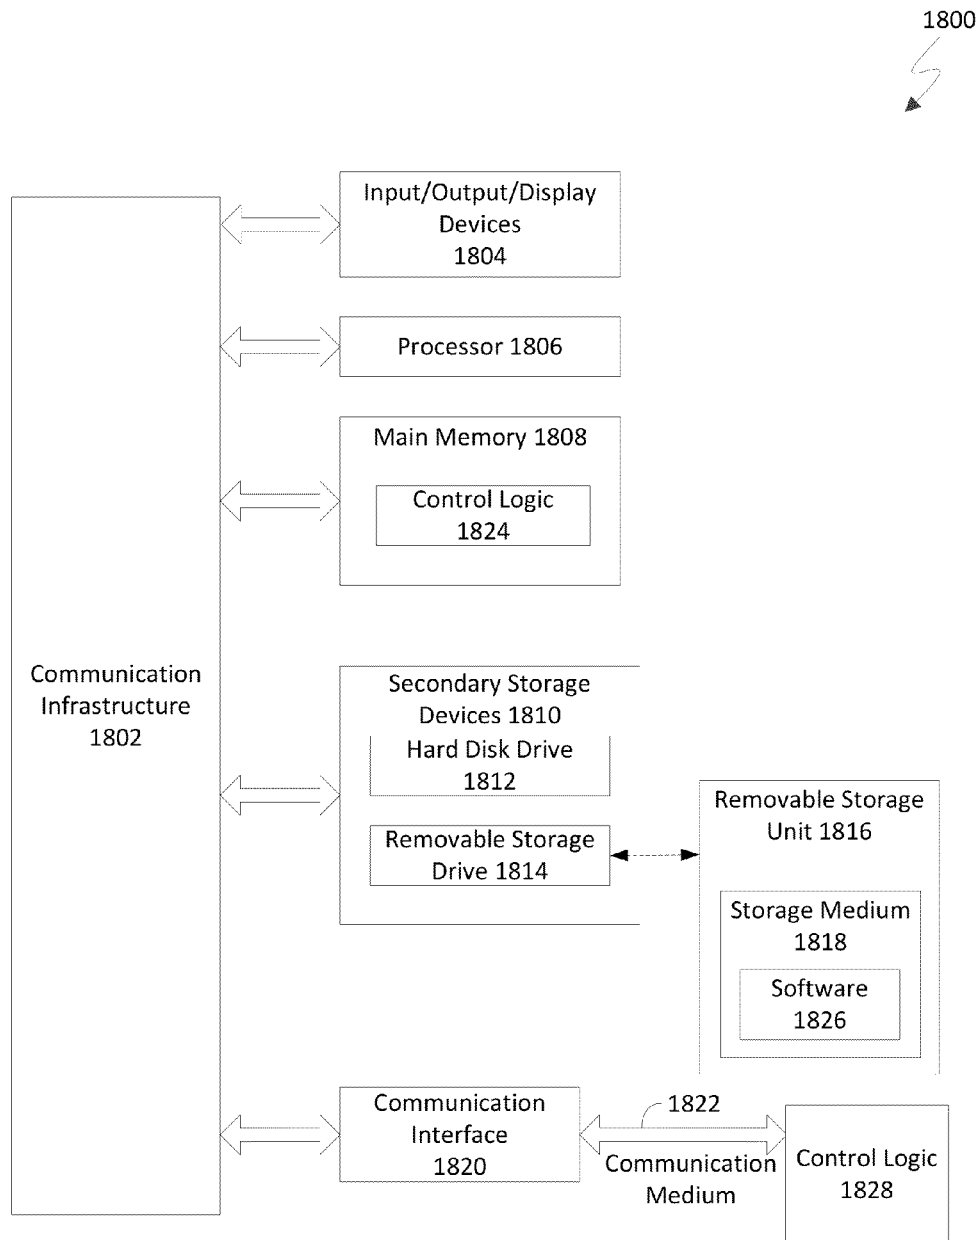 1800
Input/Output/Display
Devices
1804
Processor 1806
Main Memory 1808
Control Logic
1824
Communication
Infrastructure
1802
Secondary Storage
Devices 1810
Hard Disk Drive
1812
Removable Storage
Drive 1814
Removable Storage
Unit 1816
Storage Medium
1818
Software
1826
Communication
Interface
1820
1822
Communication
Medium
Control Logic
1828